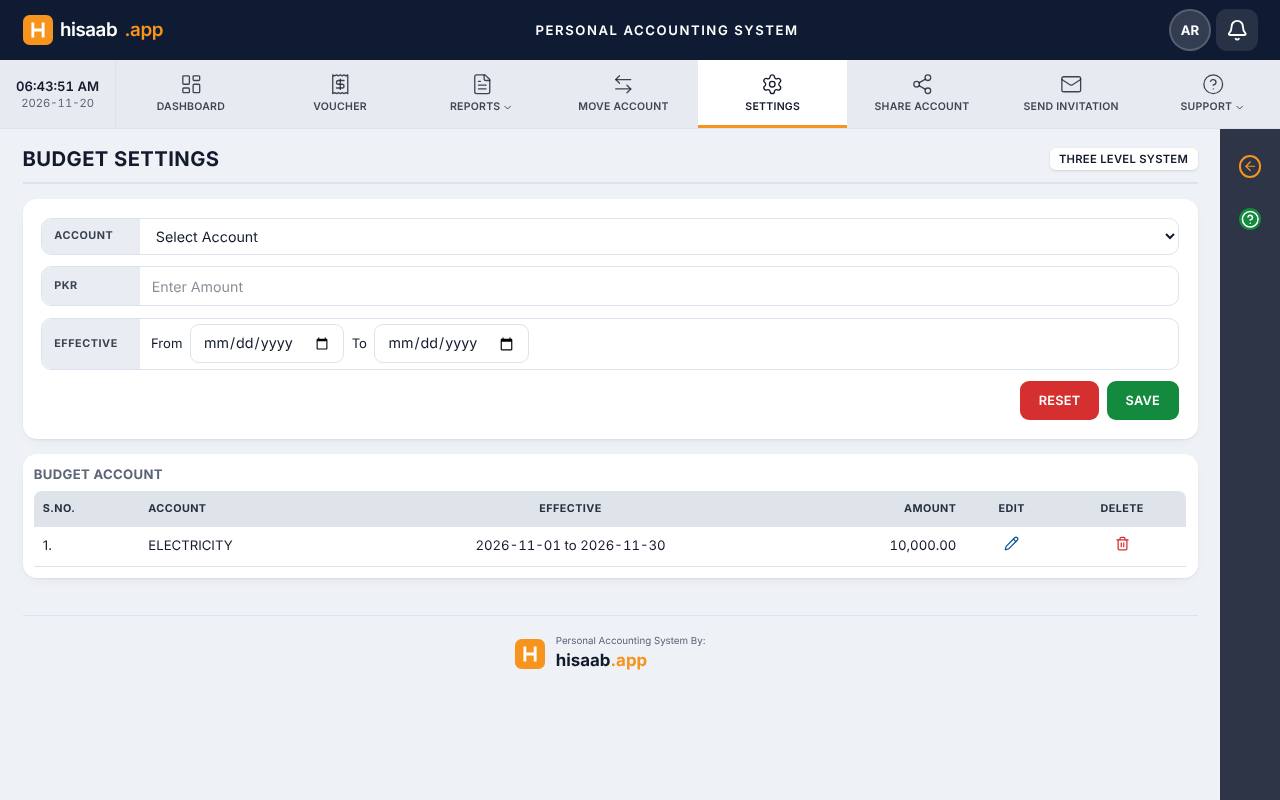 H hisaab .app
PERSONAL ACCOUNTING SYSTEM
AR
06:43:51 AM
2026-11-20
DASHBOARD
VOUCHER
REPORTS
MOVE ACCOUNT
SETTINGS
SHARE ACCOUNT
SEND INVITATION
SUPPORT
BUDGET SETTINGS
THREE LEVEL SYSTEM
ACCOUNT Select Account
PKR Enter Amount
EFFECTIVE From mm/dd/yyyy To mm/dd/yyyy
RESET SAVE
BUDGET ACCOUNT
S.NO. ACCOUNT EFFECTIVE AMOUNT EDIT DELETE
1. ELECTRICITY 2026-11-01 to 2026-11-30 10,000.00
Personal Accounting System By:
H hisaab.app